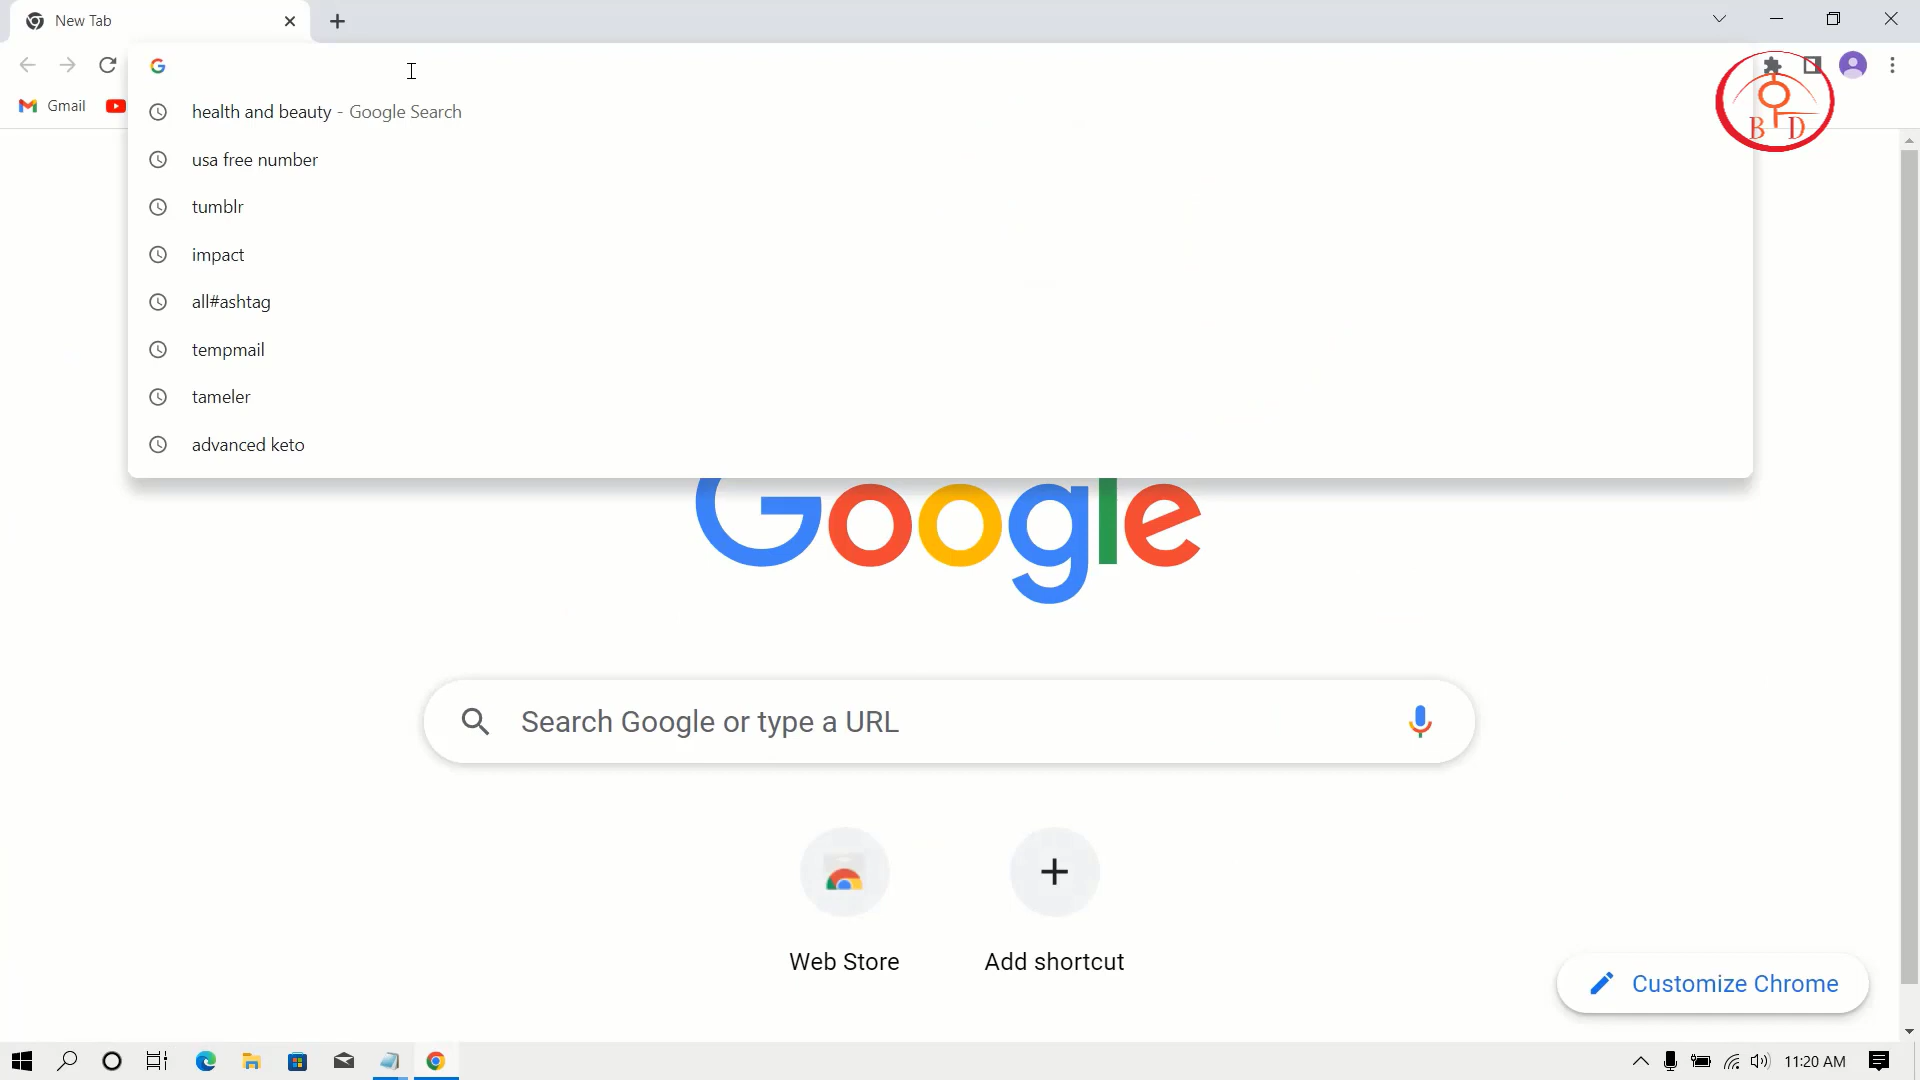 New Tab
Gmail
health and beauty - Google Search
usa free number
tumblr
impact
all#ashtag
tempmail
tameler
advanced keto
B D
Google
Search Google or type a URL
Web Store
Add shortcut
Customize Chrome
11:20 AM